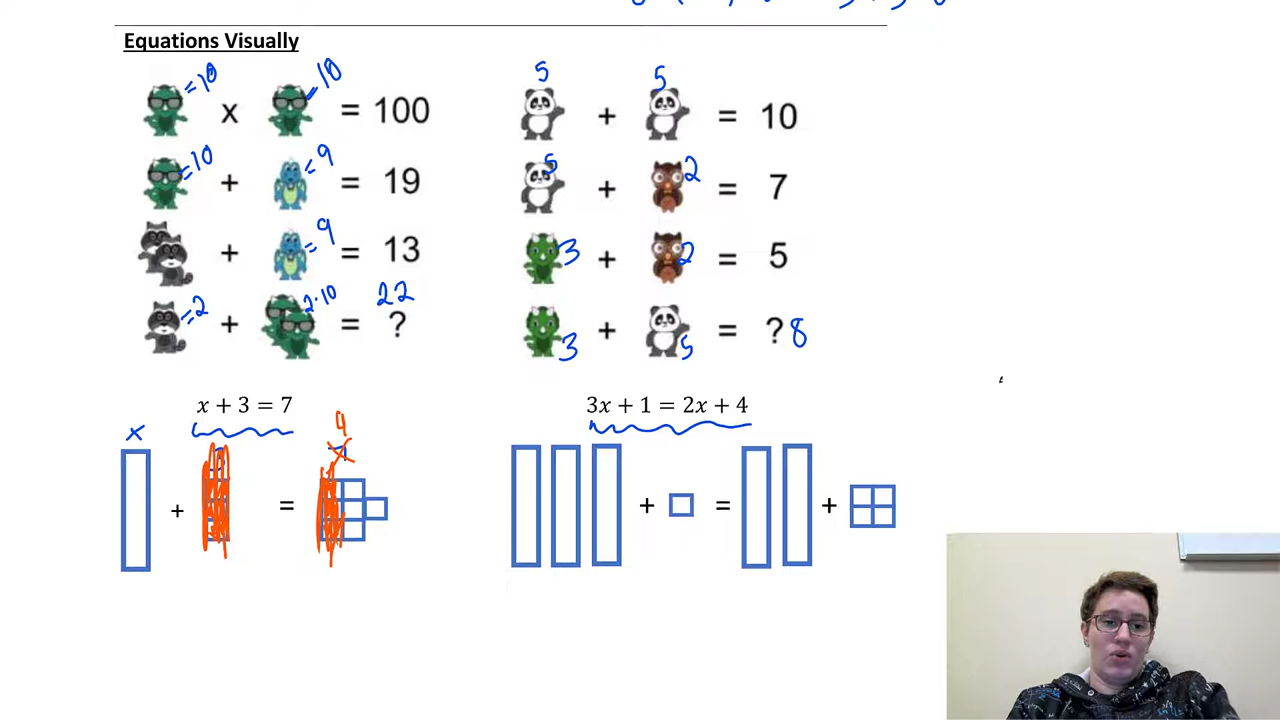 Equations Visually
=10 =10
x = 100
=10 =9
+ = 19
=9
+ = 13
=2 2·10 22
+ = ?
5 5
+ = 10
5 2
+ = 7
3 2
+ = 5
3 5
+ = ? 8
x + 3 = 7
4
x
+ =
3x + 1 = 2x + 4
+ = +